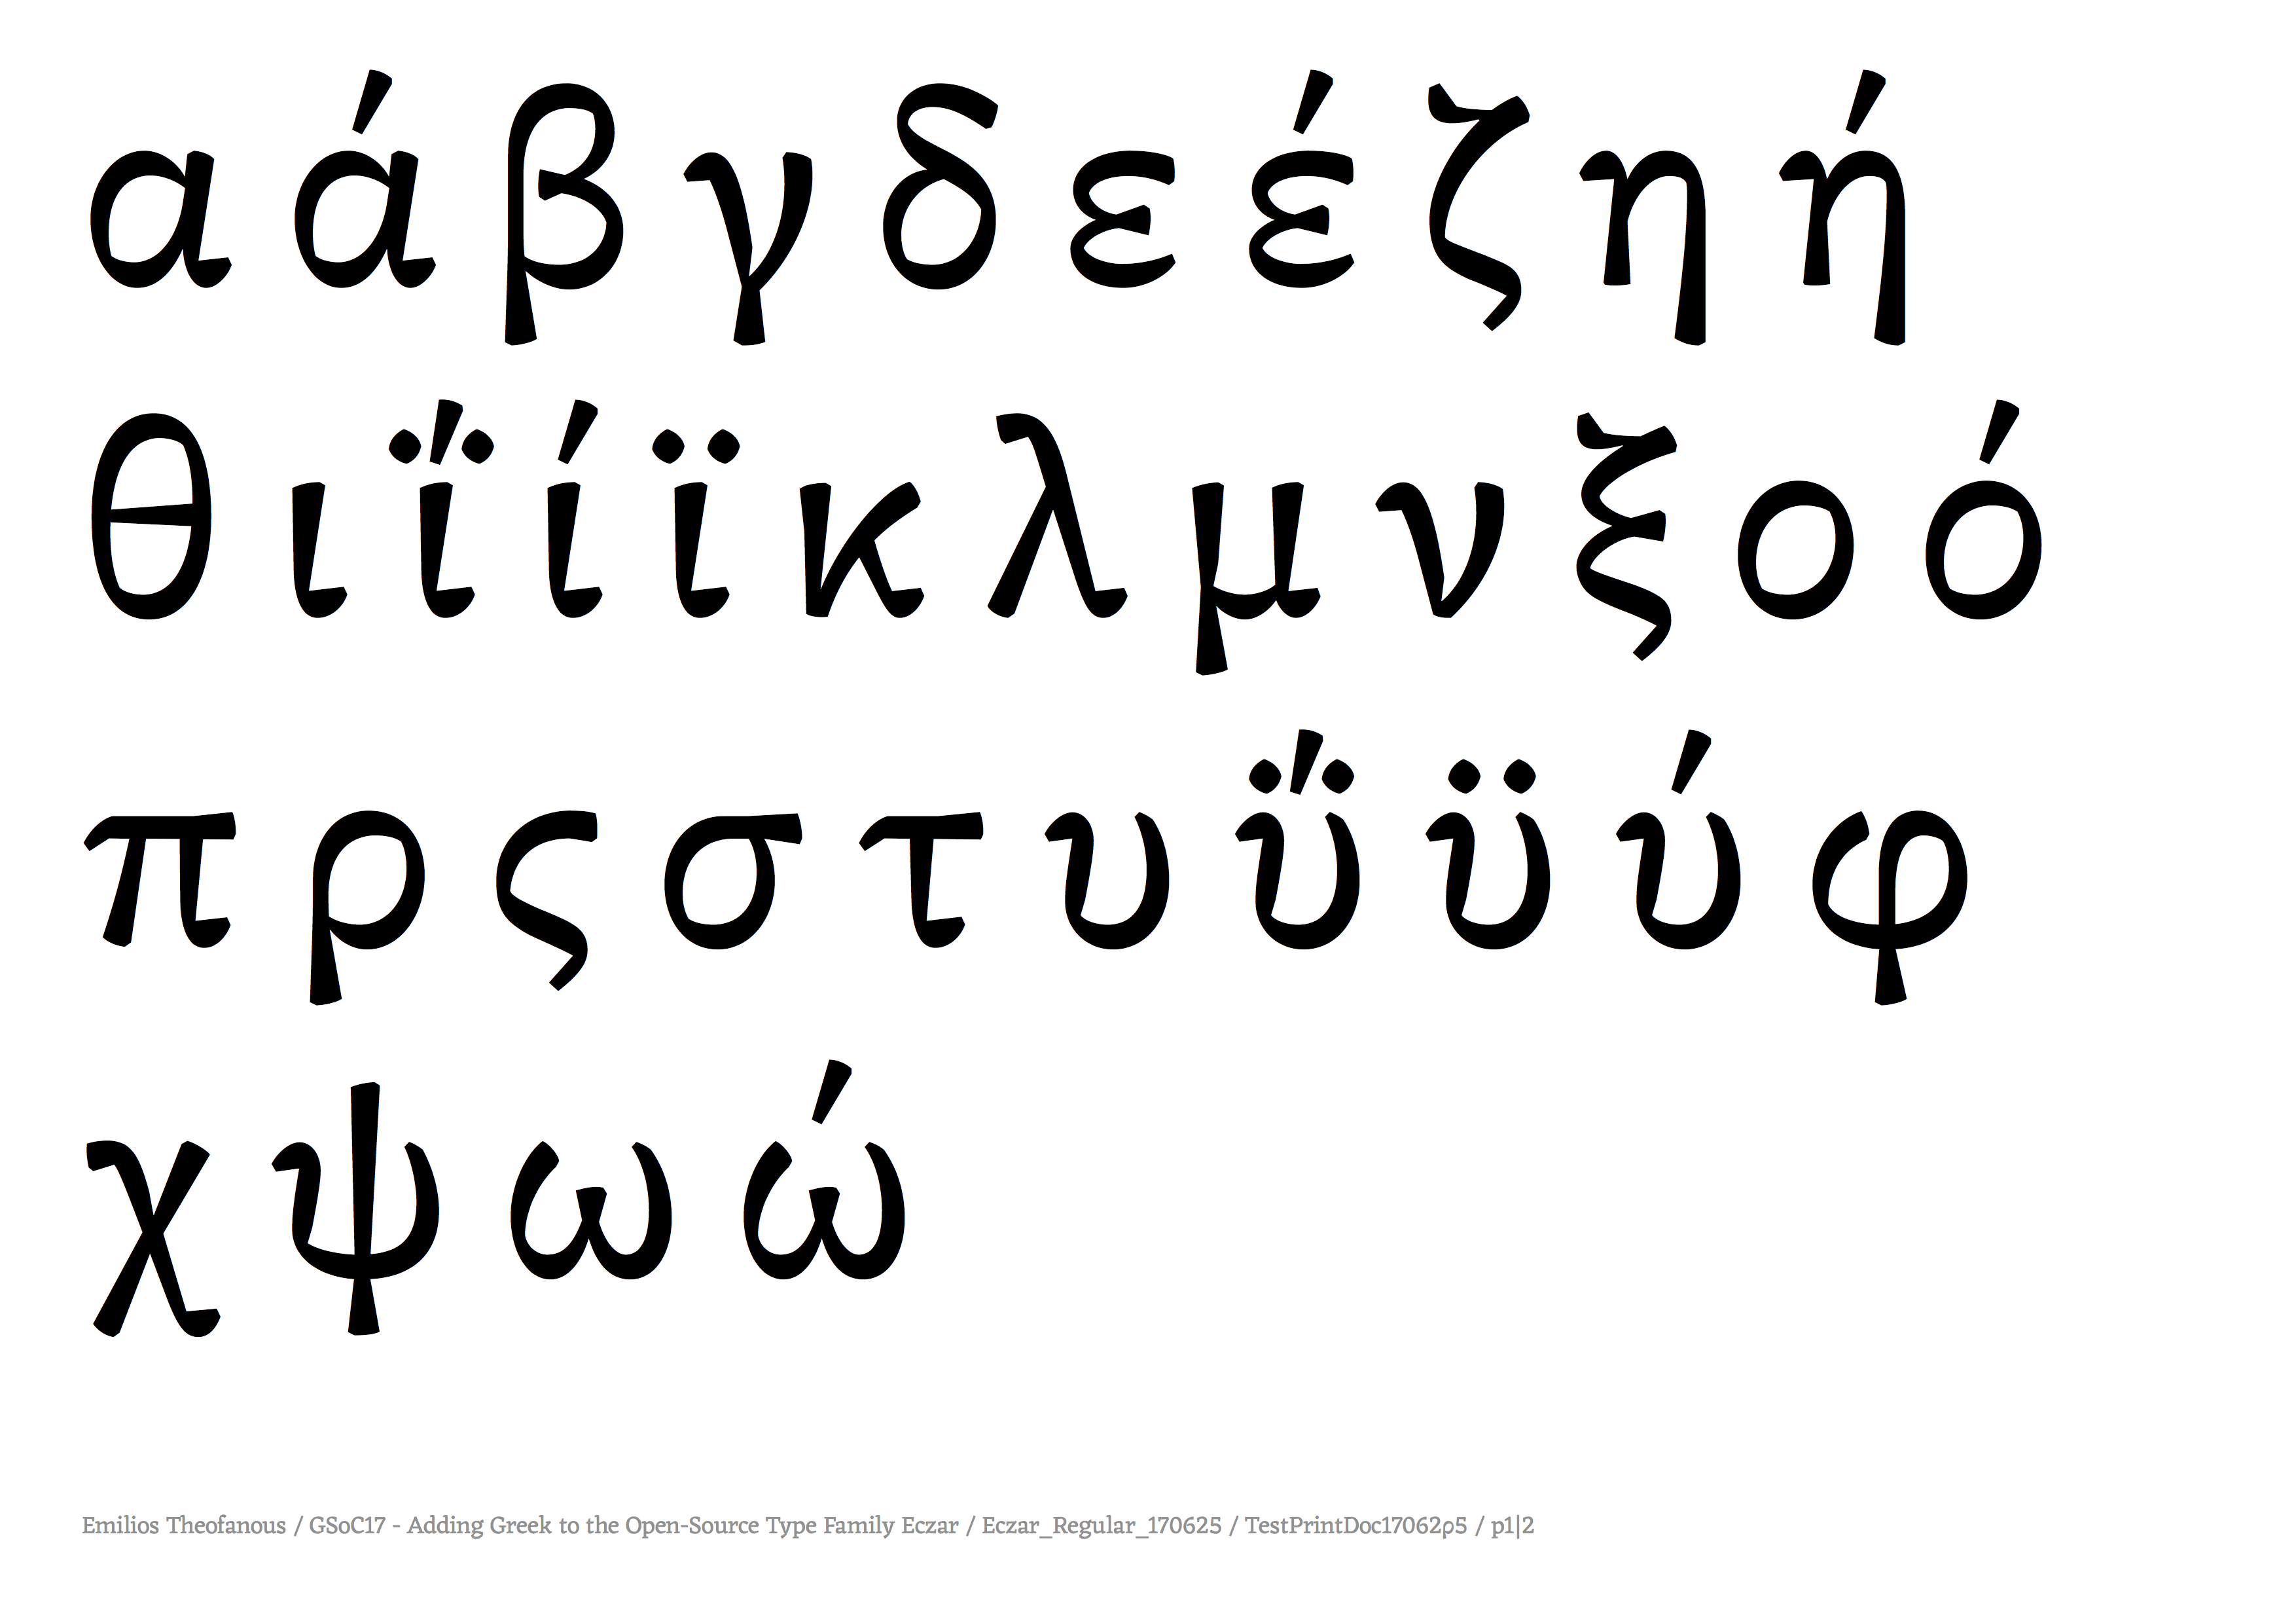 α ά β γ δ ε έ ζ η ή
θ ι ΐ ί ϊ κ λ μ ν ξ ο ό
π ρ ς σ τ υ ΰ ϋ ύ φ
χ ψ ω ώ
Emilios Theofanous / GSoC17 - Adding Greek to the Open-Source Type Family Eczar / Eczar_Regular_170625 / TestPrintDoc17062ρ5 / p1|2